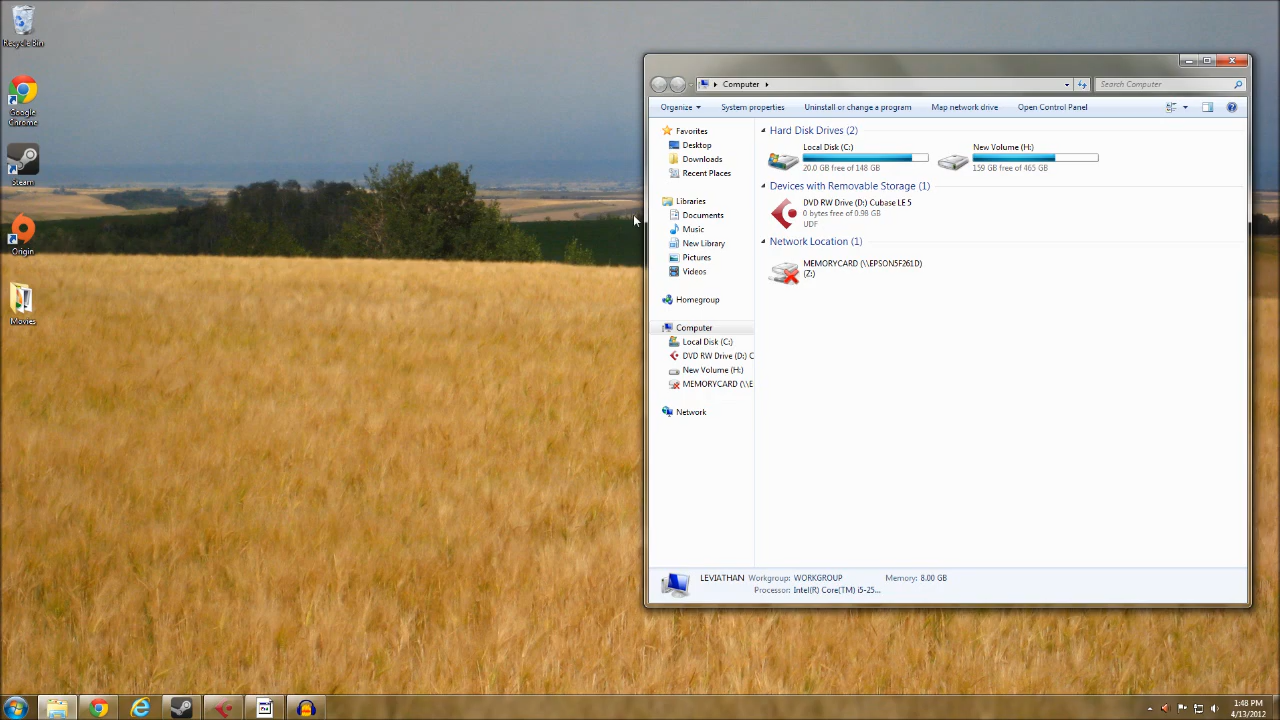 Recycle Bin
Google
Chrome
Steam
Origin
Movies
Computer
Search Computer
Organize
System properties
Uninstall or change a program
Map network drive
Open Control Panel
Favorites
Desktop
Downloads
Recent Places
Libraries
Documents
Music
New Library
Pictures
Videos
Homegroup
Computer
Local Disk (C:)
DVD RW Drive (D:) C
New Volume (H:)
MEMORYCARD (\\E
Network
Hard Disk Drives (2)
Local Disk (C:)
20.0 GB free of 148 GB
New Volume (H:)
159 GB free of 465 GB
Devices with Removable Storage (1)
DVD RW Drive (D:) Cubase LE 5
0 bytes free of 0.98 GB
UDF
Network Location (1)
MEMORYCARD (\\EPSON5F261D)
(Z:)
LEVIATHAN Workgroup: WORKGROUP Memory: 8.00 GB
Processor: Intel(R) Core(TM) i5-25...
1:48 PM
4/13/2012